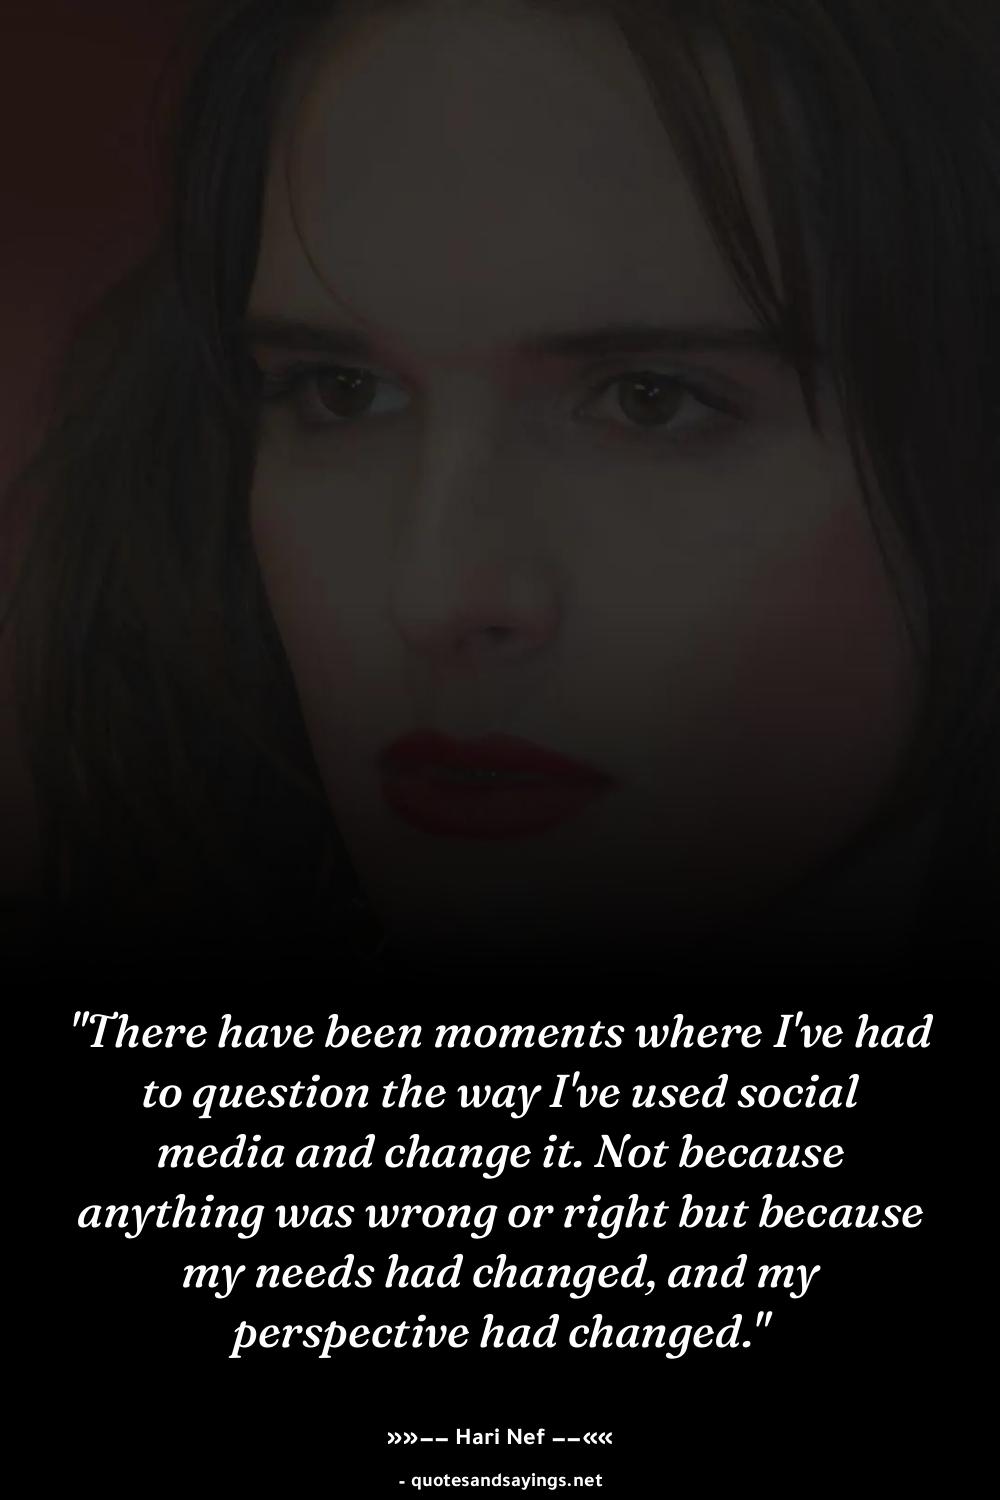 "There have been moments where I've had
to question the way I've used social
media and change it. Not because
anything was wrong or right but because
my needs had changed, and my
perspective had changed."
»»−− Hari Nef −−««
- quotesandsayings.net